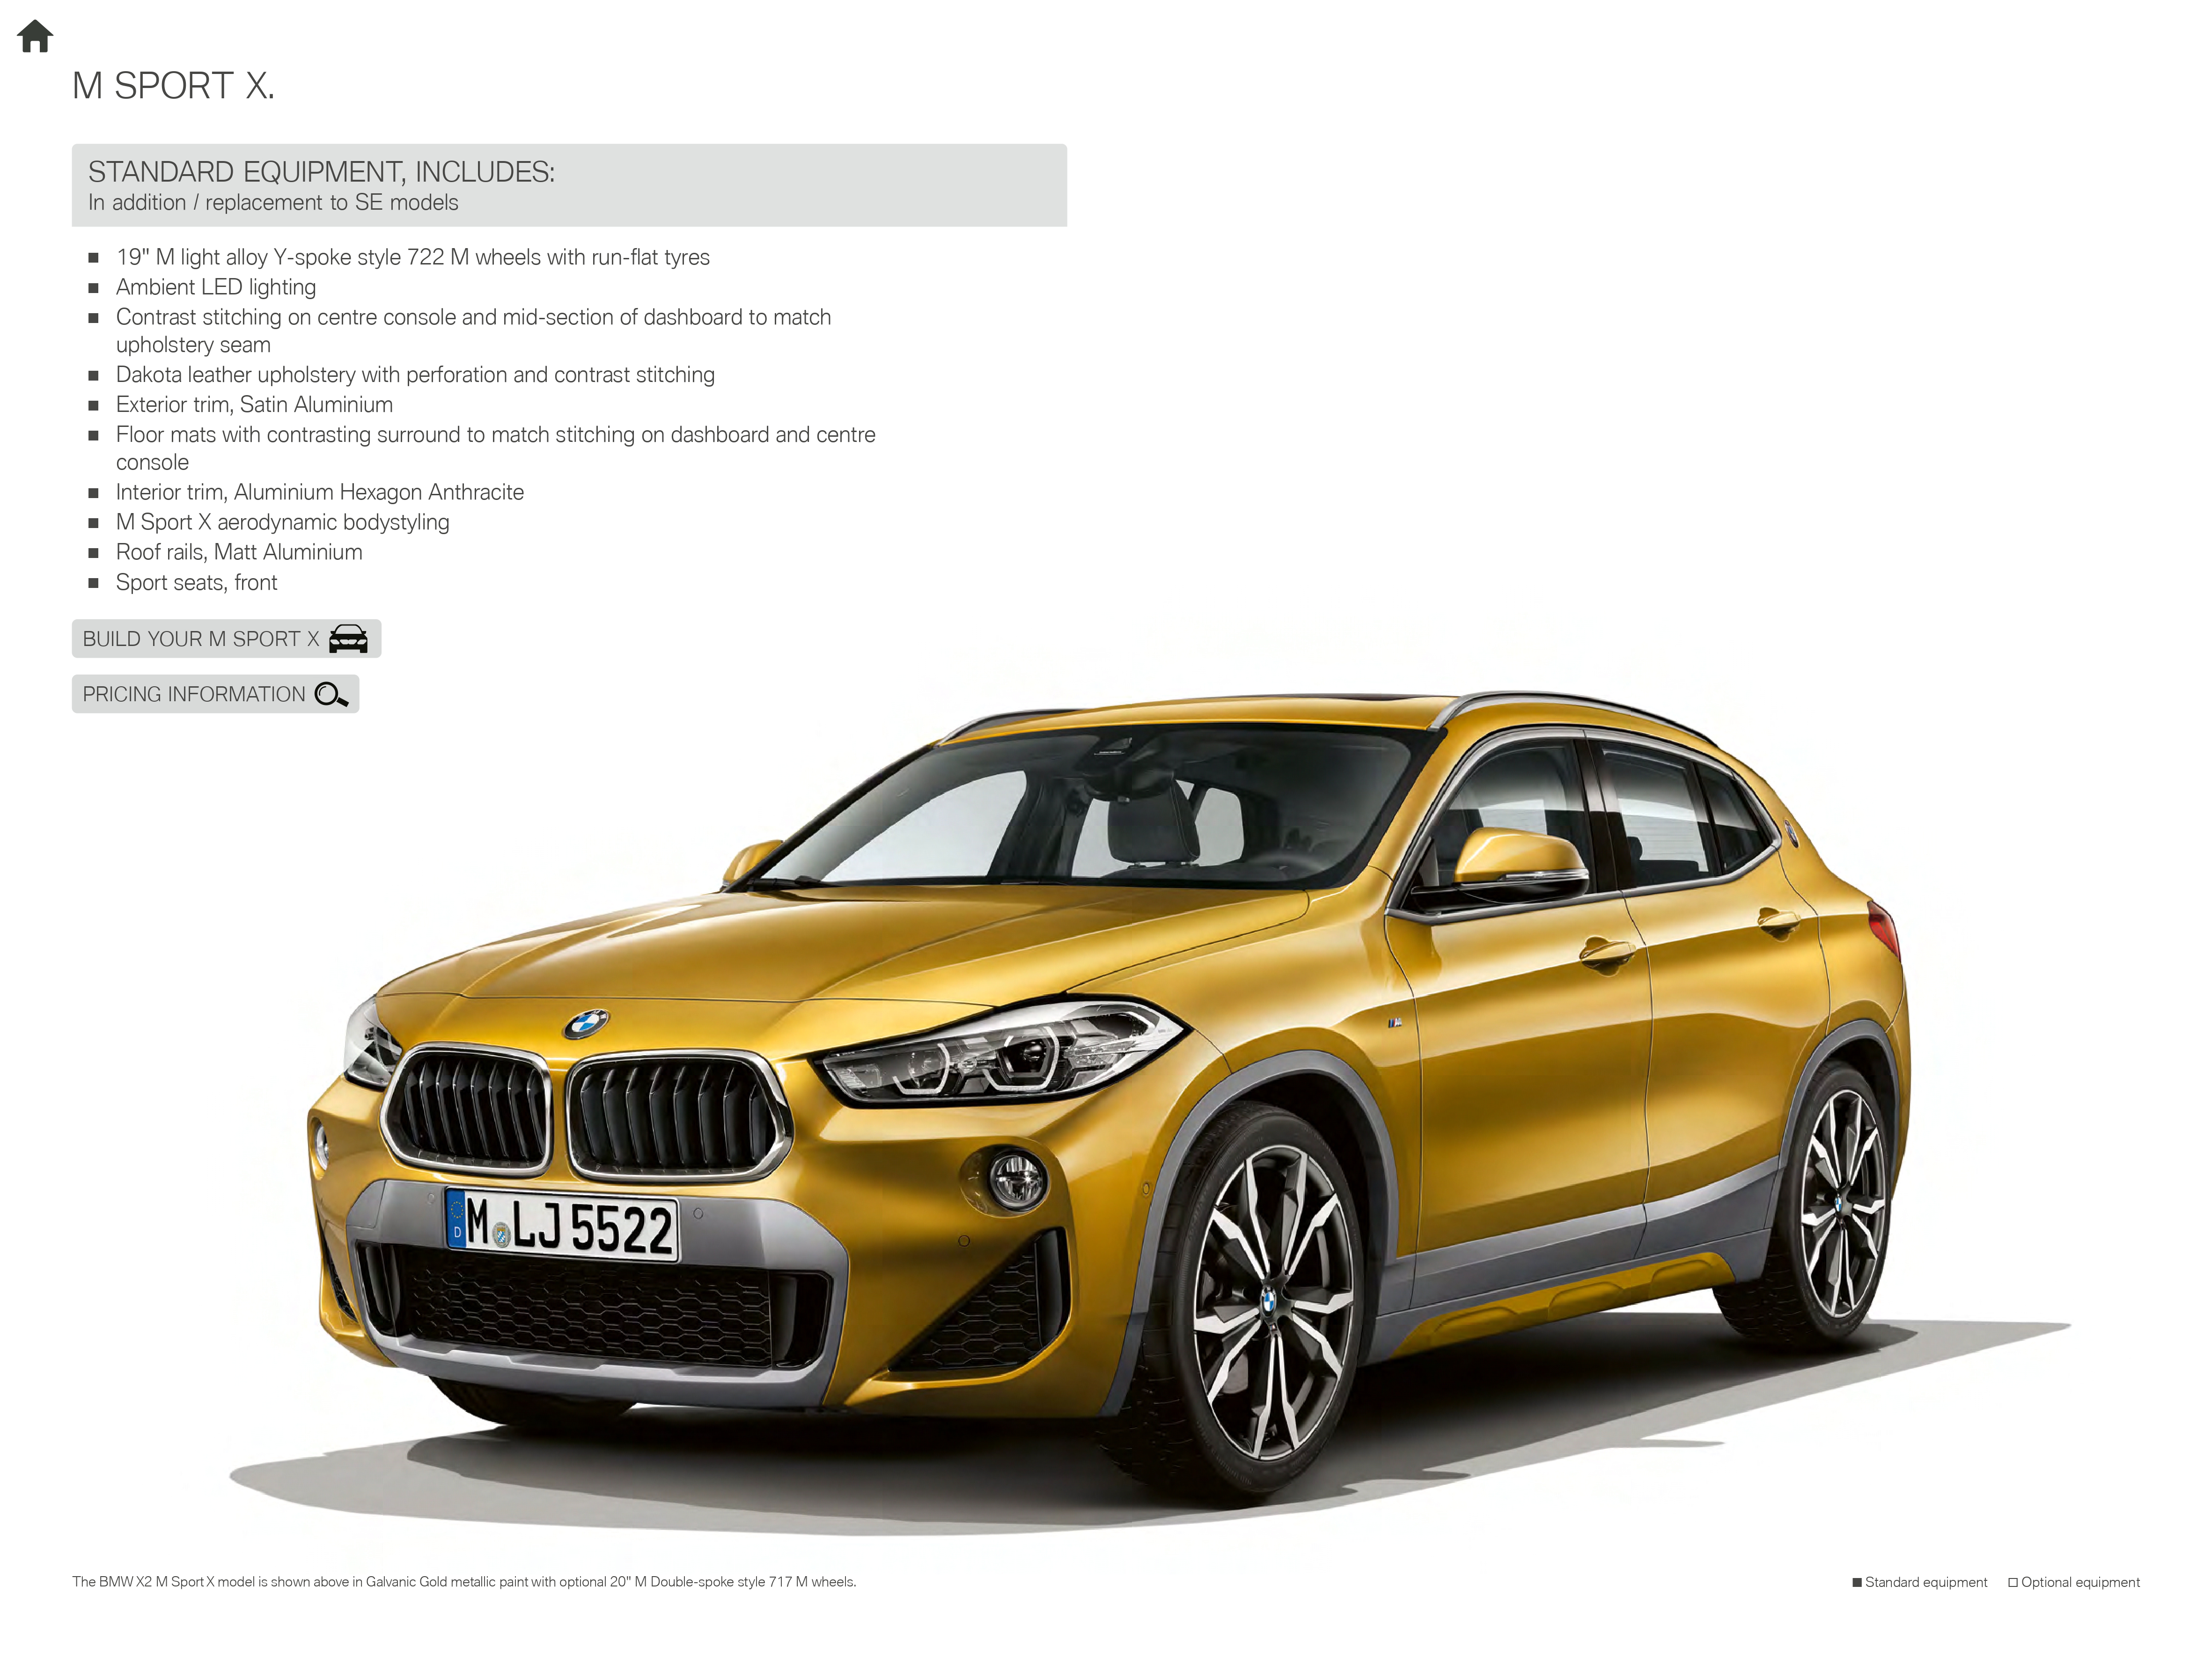 M SPORT X.
STANDARD EQUIPMENT, INCLUDES:
In addition / replacement to SE models
■ 19" M light alloy Y-spoke style 722 M wheels with run-flat tyres
■ Ambient LED lighting
■ Contrast stitching on centre console and mid-section of dashboard to match
upholstery seam
■ Dakota leather upholstery with perforation and contrast stitching
■ Exterior trim, Satin Aluminium
■ Floor mats with contrasting surround to match stitching on dashboard and centre
console
■ Interior trim, Aluminium Hexagon Anthracite
■ M Sport X aerodynamic bodystyling
■ Roof rails, Matt Aluminium
■ Sport seats, front
BUILD YOUR M SPORT X
PRICING INFORMATION
D M LJ 5522
The BMW X2 M Sport X model is shown above in Galvanic Gold metallic paint with optional 20" M Double-spoke style 717 M wheels.
■ Standard equipment □ Optional equipment